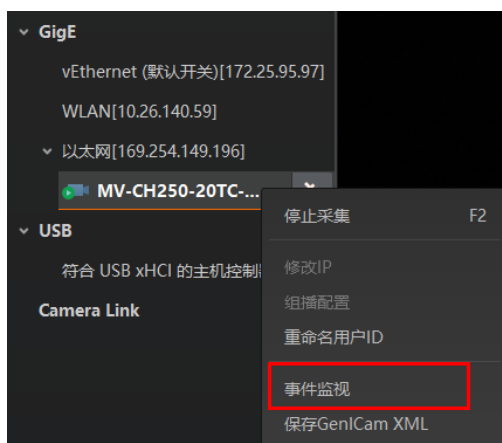 GigE
vEthernet (默认开关)[172.25.95.97]
WLAN[10.26.140.59]
以太网[169.254.149.196]
MV-CH250-20TC-...
停止采集 F2
USB
修改IP
符合 USB xHCI 的主机控制
组播配置
Camera Link
重命名用户ID
事件监视
保存GenICam XML